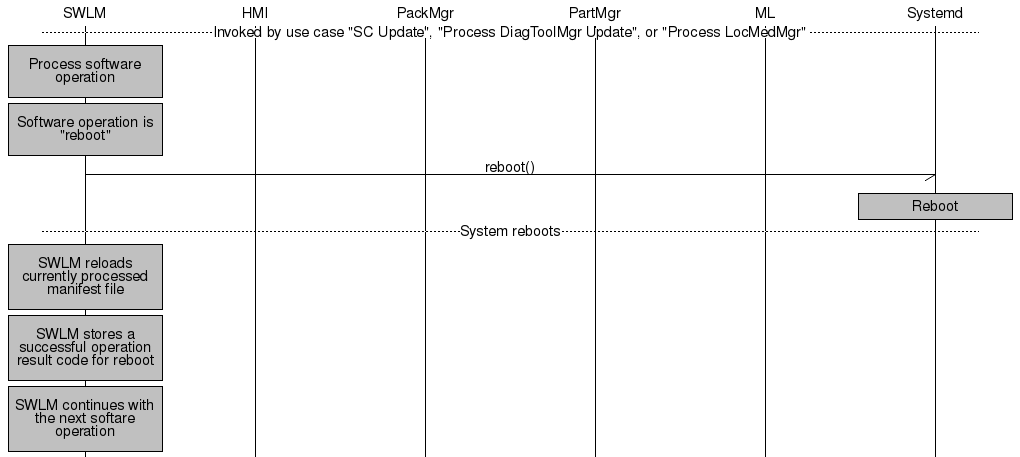 SWLM HMI PackMgr PartMgr ML Systemd
Invoked by use case "SC Update", "Process DiagToolMgr Update", or "Process LocMedMgr"
Process software
operation
Software operation is
"reboot"
reboot()
Reboot
System reboots
SWLM reloads
currently processed
manifest file
SWLM stores a
successful operation
result code for reboot
SWLM continues with
the next softare
operation